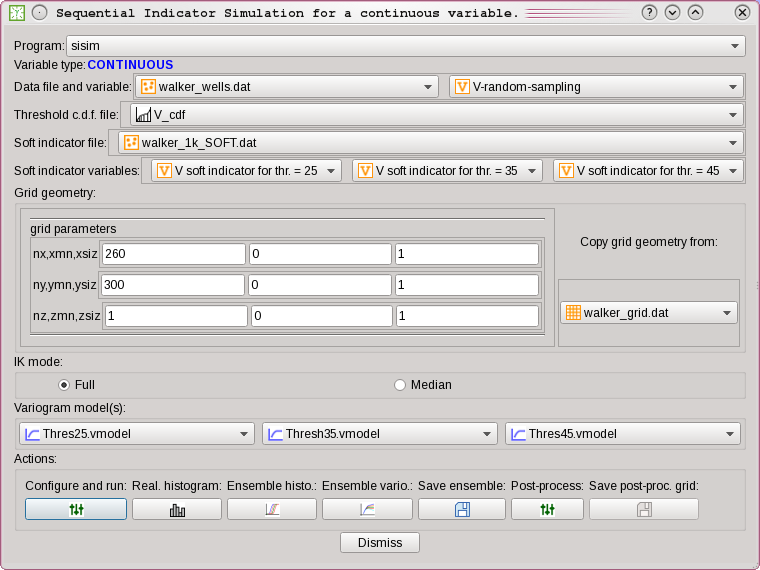 Sequential Indicator Simulation for a continuous variable.
Program: sisim
Variable type: CONTINUOUS
Data file and variable: walker_wells.dat V-random-sampling
Threshold c.d.f. file: V_cdf
Soft indicator file: walker_1k_SOFT.dat
Soft indicator variables: V soft indicator for thr. = 25 V soft indicator for thr. = 35 V soft indicator for thr. = 45
Grid geometry:
grid parameters
Copy grid geometry from:
nx,xmn,xsiz 260 0 1
ny,ymn,ysiz 300 0 1
nz,zmn,zsiz 1 0 1
walker_grid.dat
IK mode:
Full Median
Variogram model(s):
Thres25.vmodel Thresh35.vmodel Thres45.vmodel
Actions:
Configure and run: Real. histogram: Ensemble histo.: Ensemble vario.: Save ensemble: Post-process: Save post-proc. grid:
Dismiss